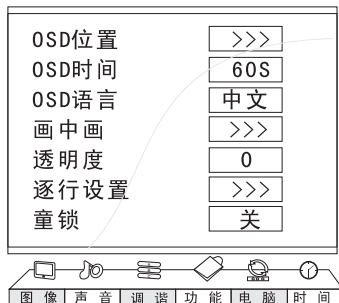 OSD位置 >>>
OSD时间 60S
OSD语言 中文
画中画 >>>
透明度 0
逐行设置 >>>
童锁 关
图像 声音 调谐 功能 电脑 时间